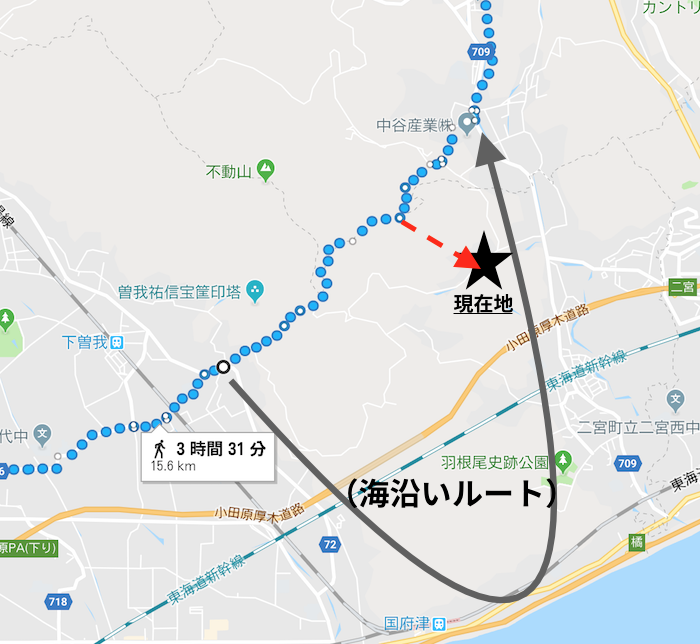 カントリ
709
中谷産業㈱
不動山
線
現在地
曽我祐信宝筐印塔
二宮
小田原厚木道路
下曽我
東海道新幹線
代中
二宮町立二宮西中
3 時間 31 分
15.6 km
羽根尾史跡公園
709
6
(海沿いルート)
東海
小田原厚木道路
72
橘
原PA(下り)
東海道新幹線
718
国府津